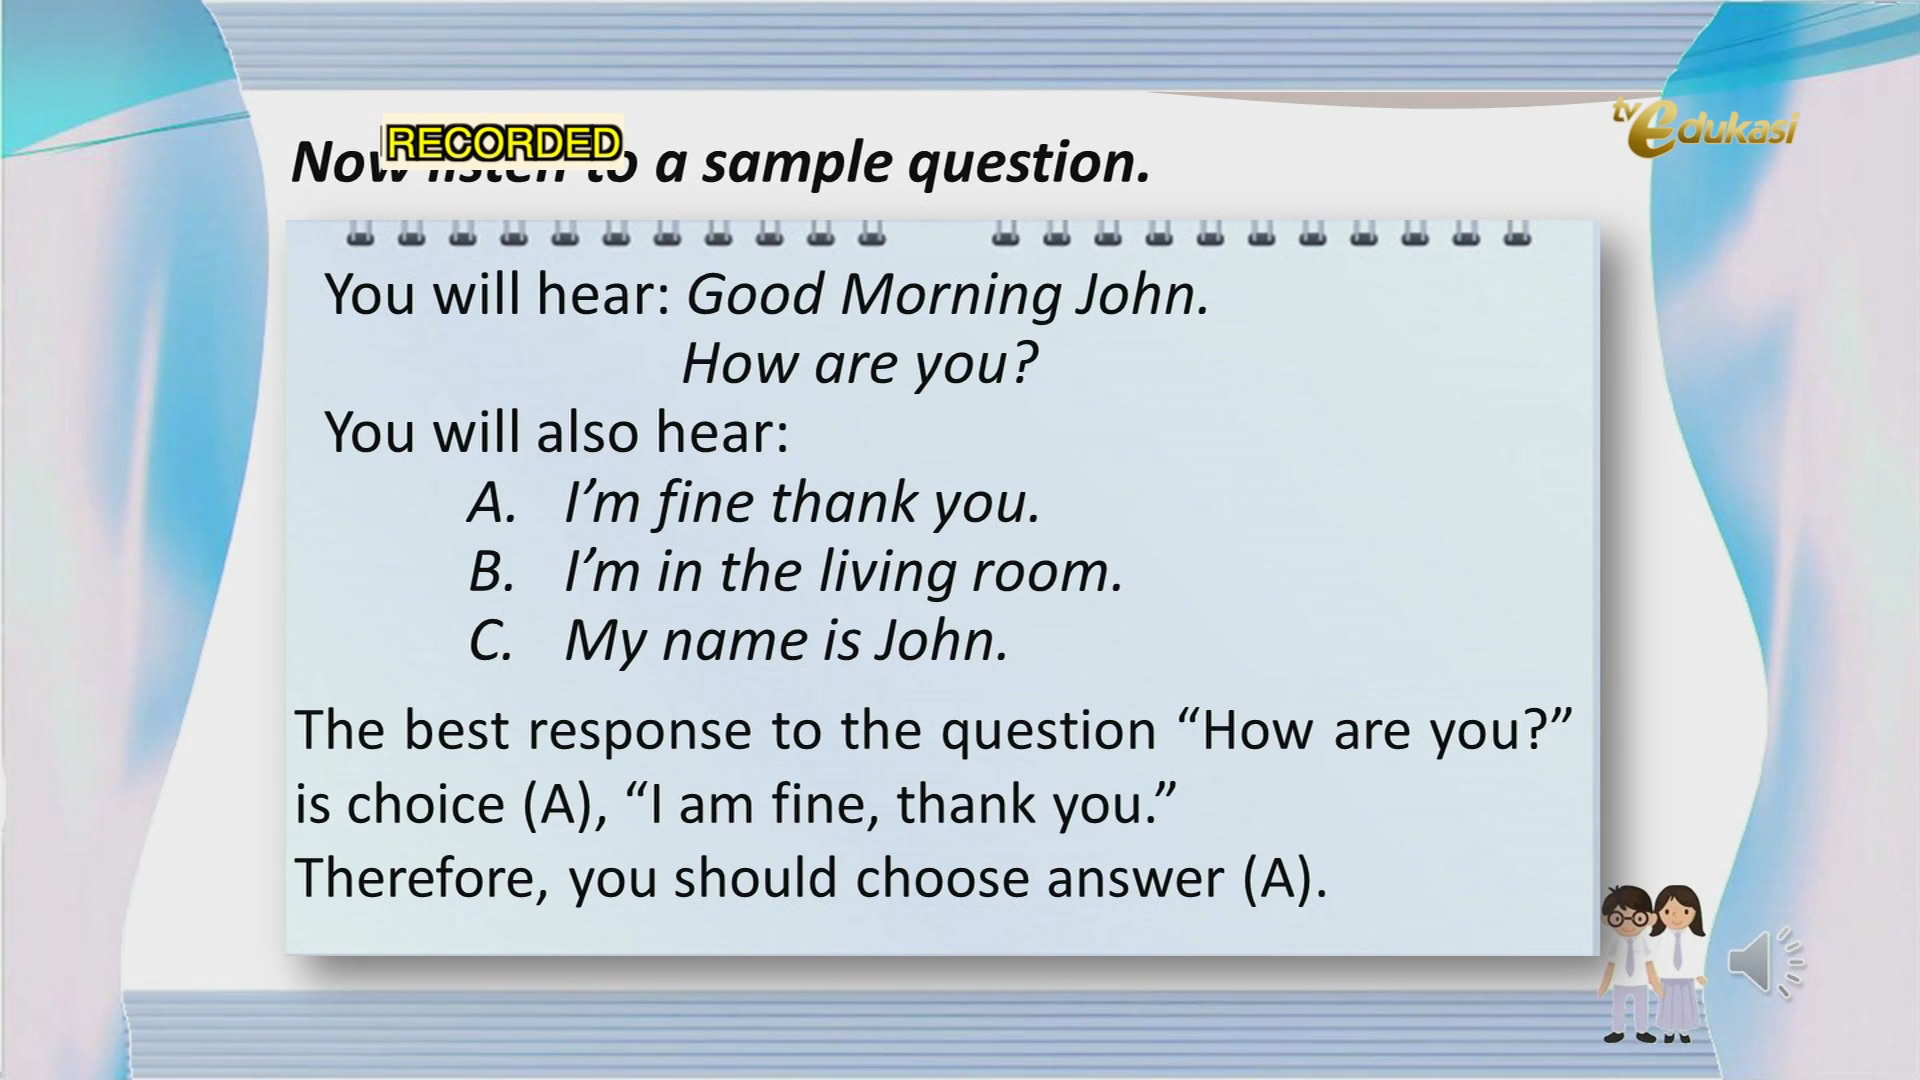 RECORDED
tv edukasi
Now listen to a sample question.
You will hear: Good Morning John.
How are you?
You will also hear:
A. I’m fine thank you.
B. I’m in the living room.
C. My name is John.
The best response to the question “How are you?”
is choice (A), “I am fine, thank you.”
Therefore, you should choose answer (A).